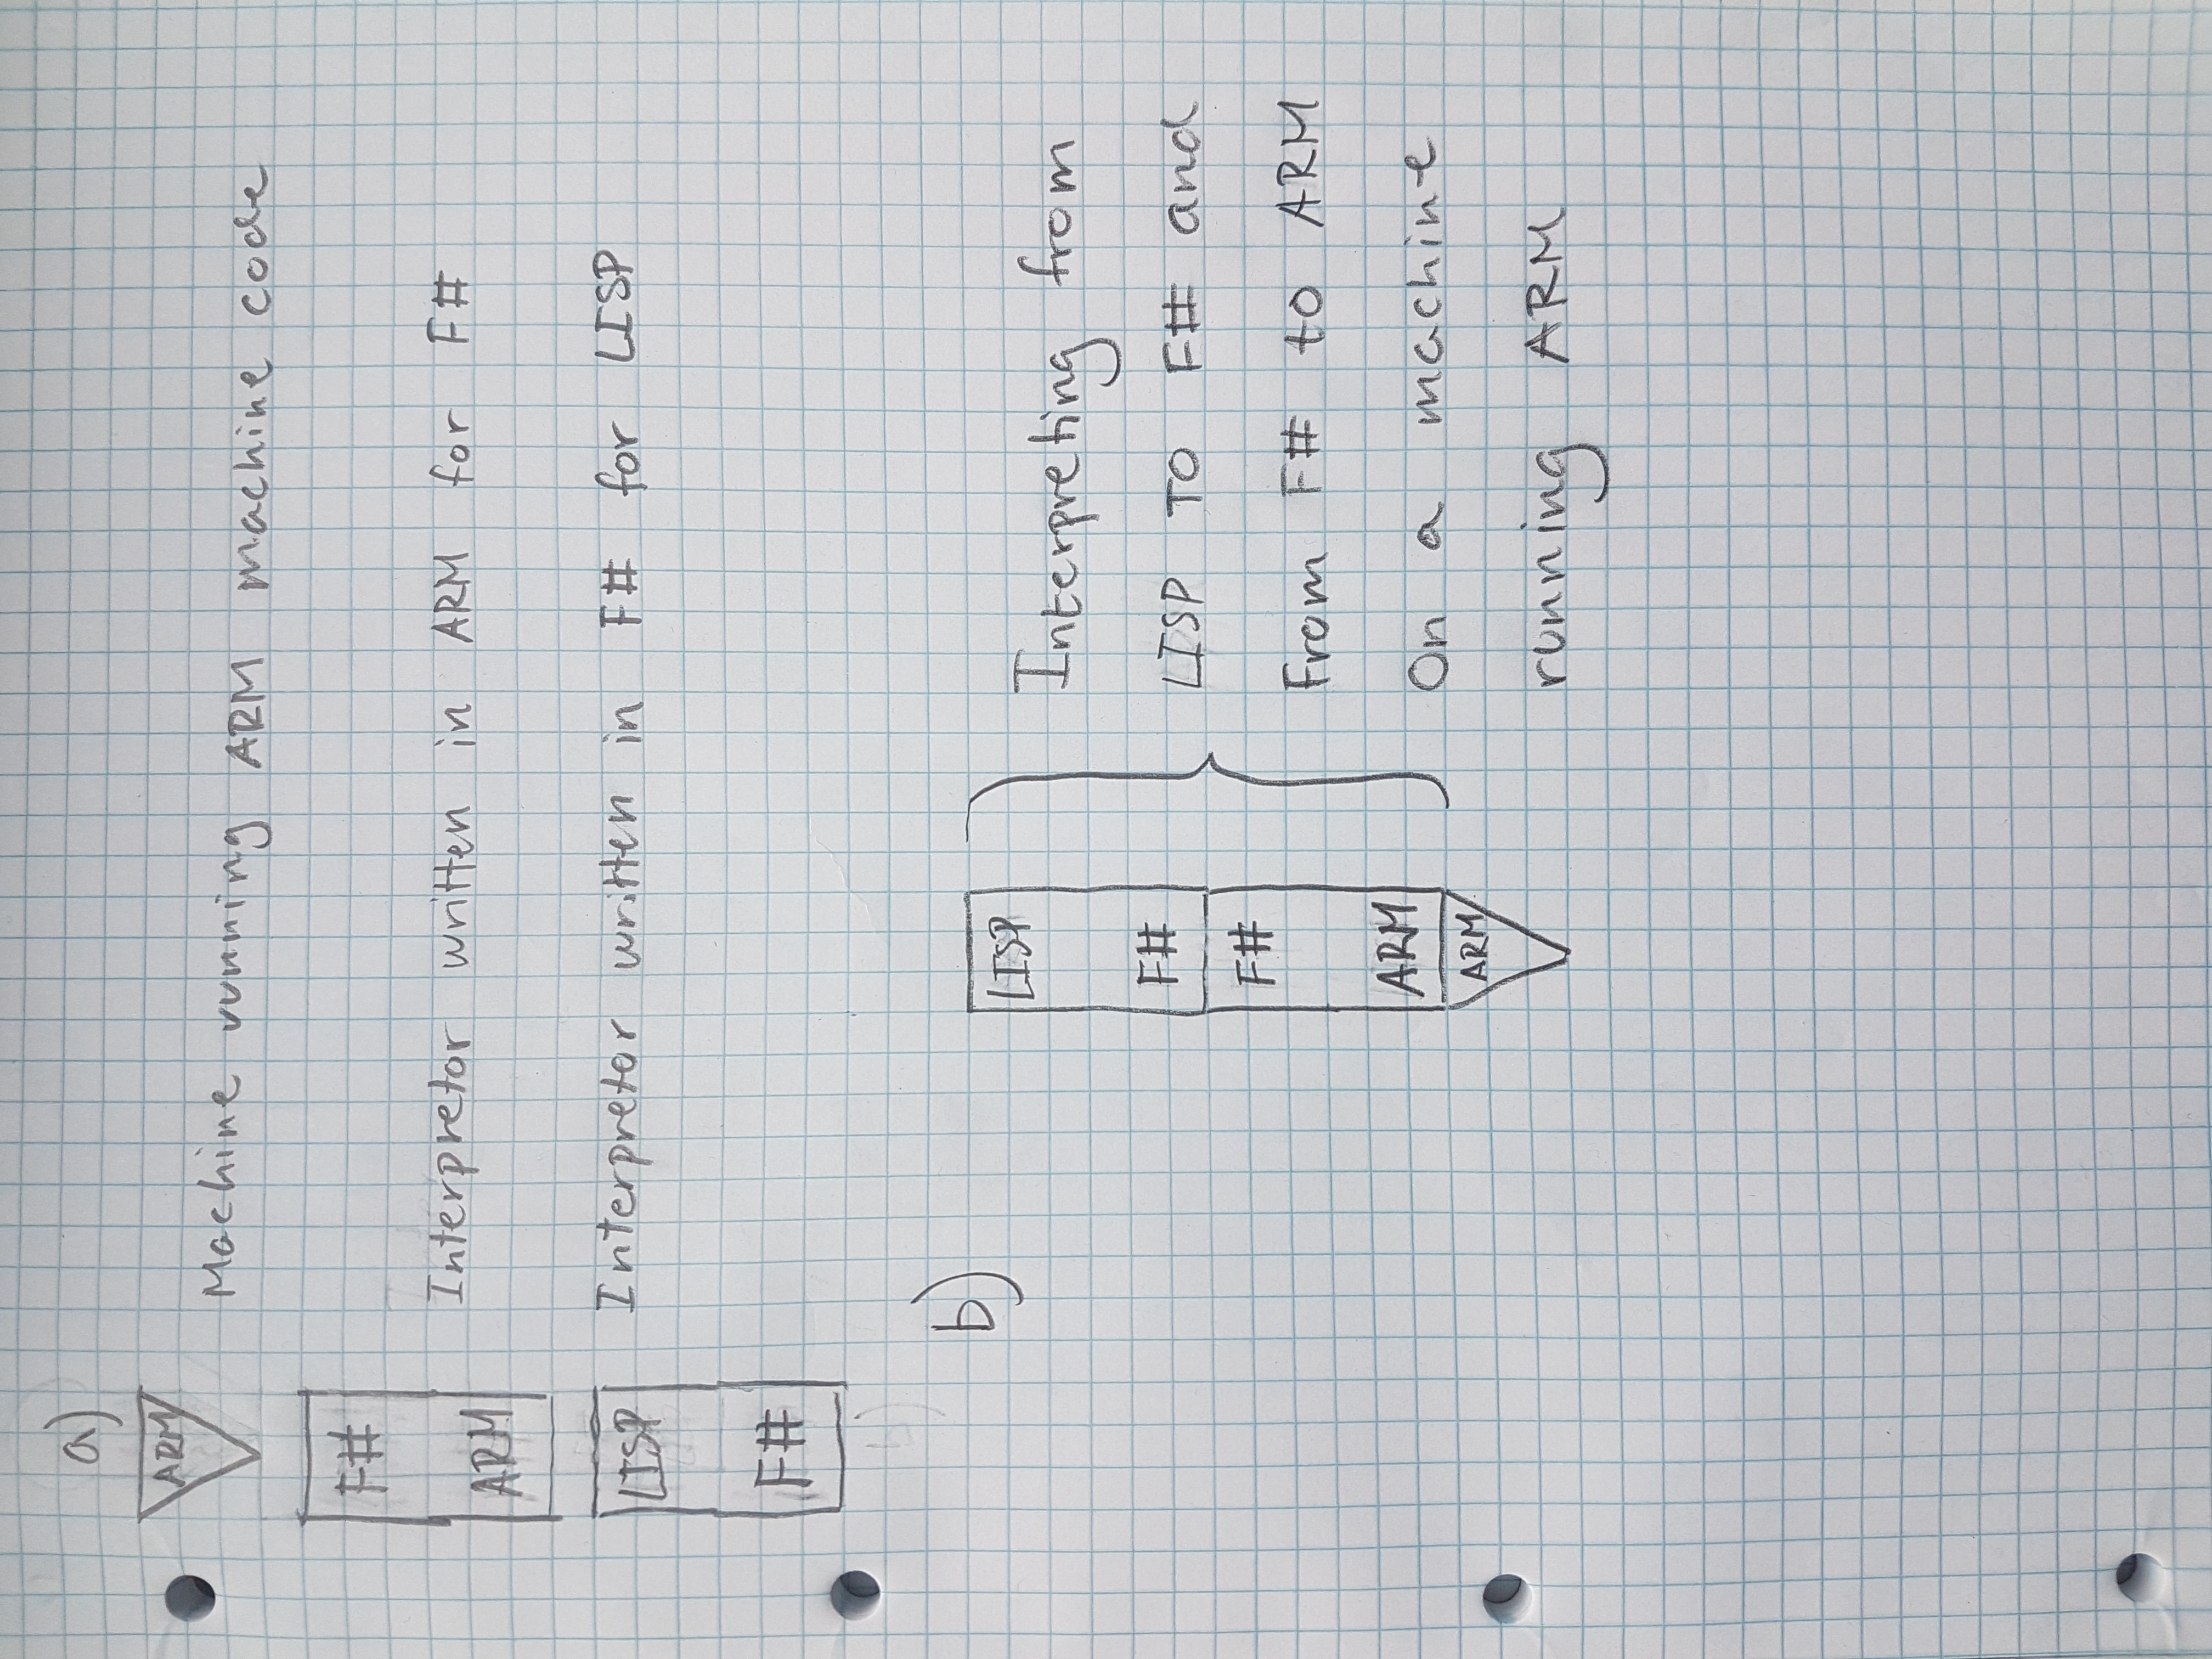 a)
ARM
Machine running ARM machine code
F#
Interpretor written in ARM for F#
ARM
LISP
Interpretor written in F# for LISP
F#
b)
b)
LISP
Interpreting from
F#
LISP TO F# and
F#
From F# to ARM
ARM
On a machine
ARM
running ARM